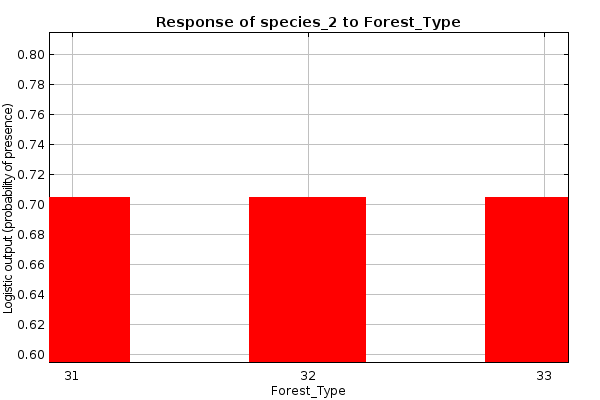 Response of species_2 to Forest_Type
Logistic output (probability of presence)
0.80
0.78
0.76
0.74
0.72
0.70
0.68
0.66
0.64
0.62
0.60
31 32 33
Forest_Type